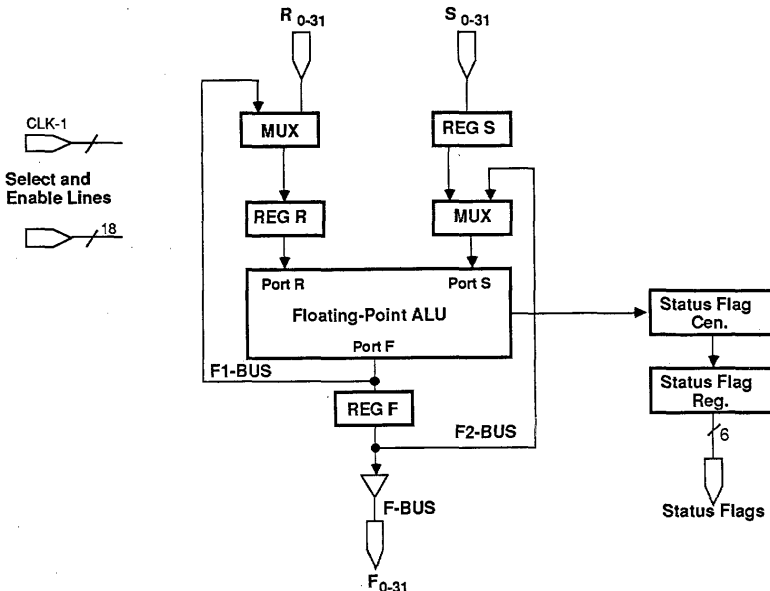 R 0-31
S 0-31
CLK-1
MUX
REG S
Select and
Enable Lines
18
REG R
MUX
Port R
Port S
Floating-Point ALU
Port F
Status Flag
Cen.
F1-BUS
REG F
Status Flag
Reg.
F2-BUS
6
F-BUS
Status Flags
F0-31